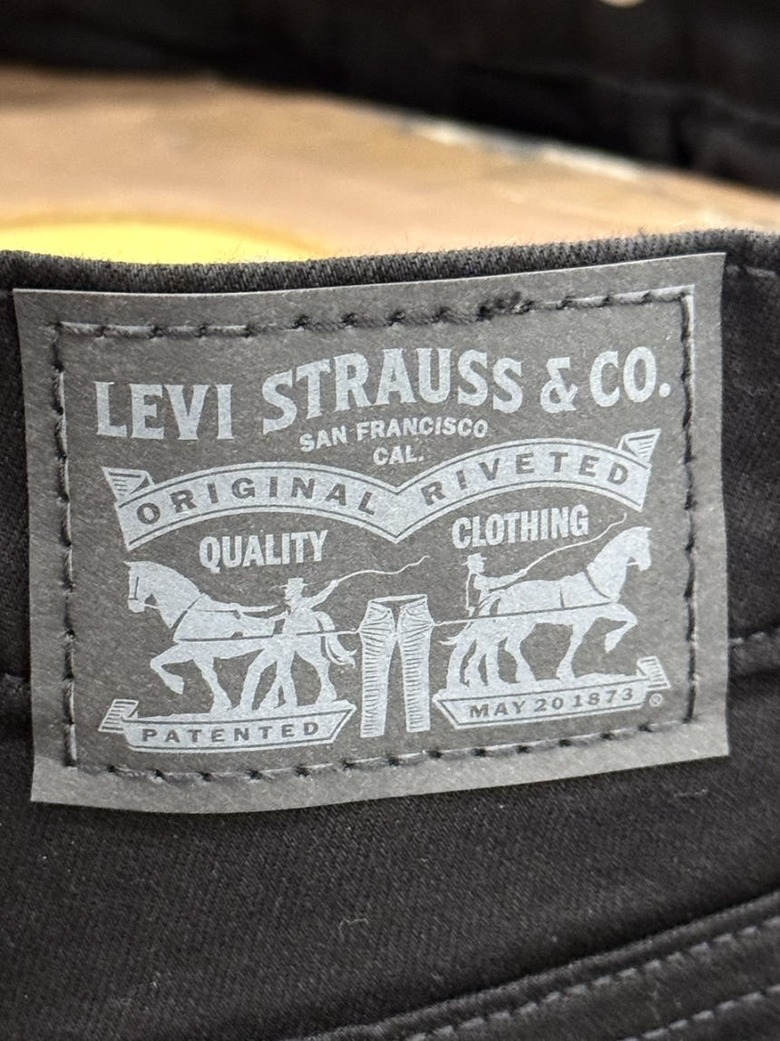 LEVI STRAUSS & CO.
SAN FRANCISCO
CAL.
ORIGINAL RIVETED
QUALITY CLOTHING
PATENTED
MAY 20 1873 ®